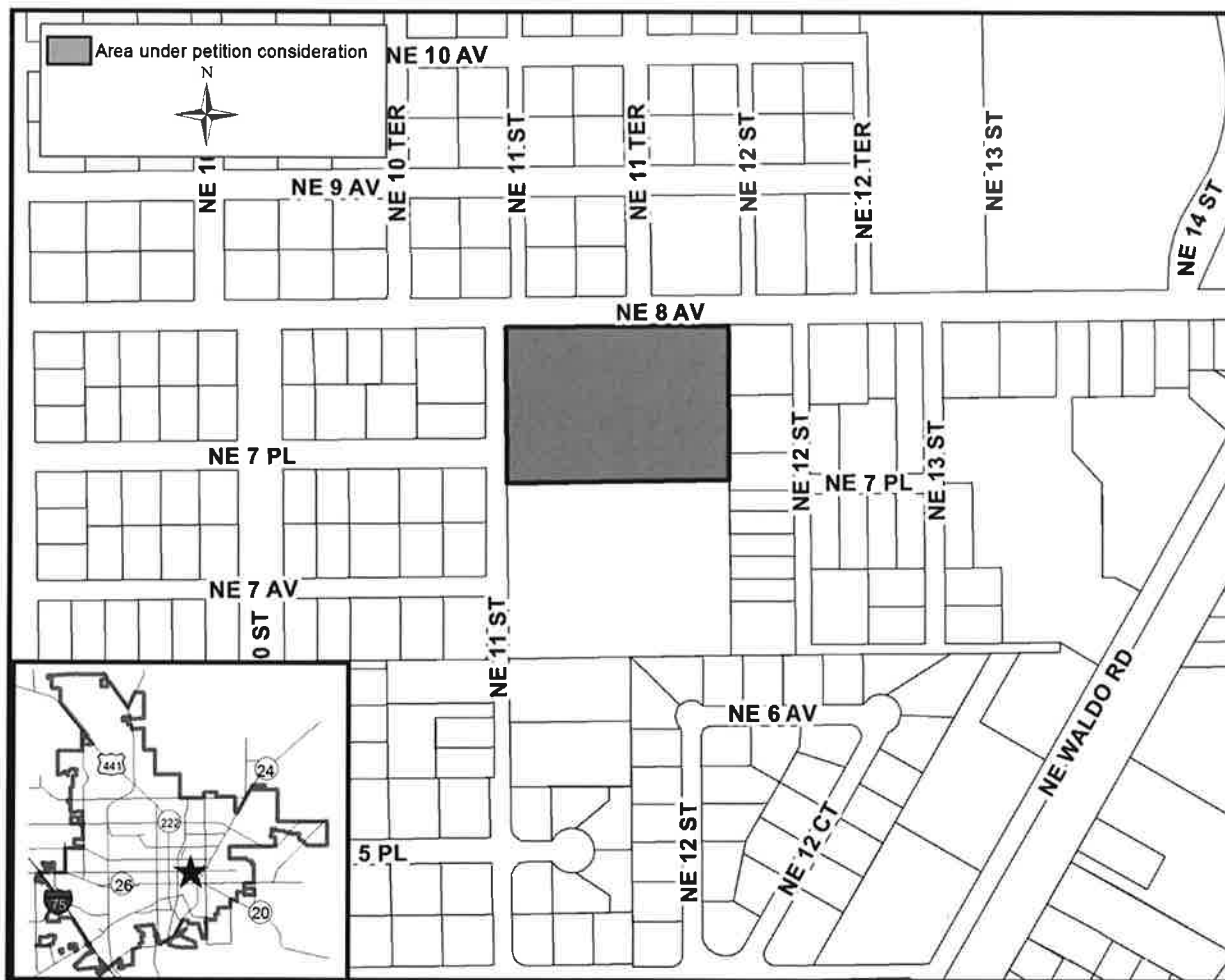 Area under petition consideration
N
NE 10 AV
NE 10
NE 10 TER
NE 11 ST
NE 11 TER
NE 12 ST
NE 12 TER
NE 13 ST
NE 14 ST
NE 9 AV
NE 8 AV
NE 7 PL
NE 12 ST
NE 7 PL
NE 13 ST
NE 7 AV
0 ST
NE 11 ST
NE 6 AV
NE WALDO RD
NE 12 ST
NE 12 CT
5 PL
441
24
222
26
75
20